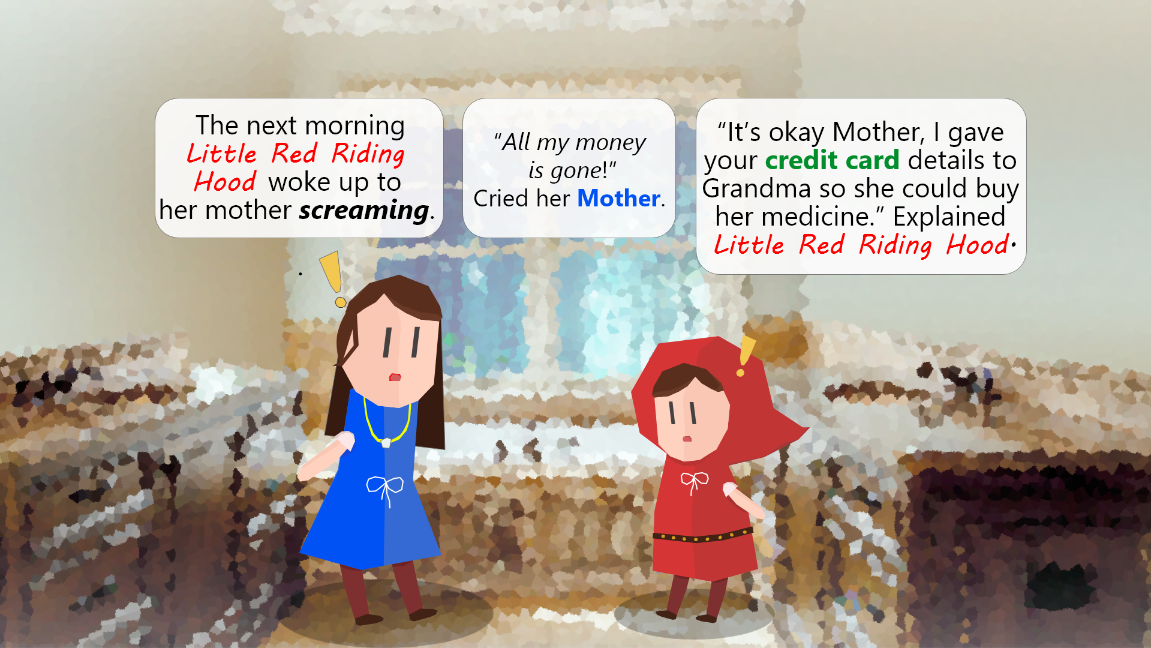 The next morning
Little Red Riding
Hood woke up to
her mother screaming.
"All my money
is gone!"
Cried her Mother.
“It’s okay Mother, I gave
your credit card details to
Grandma so she could buy
her medicine.” Explained
Little Red Riding Hood.